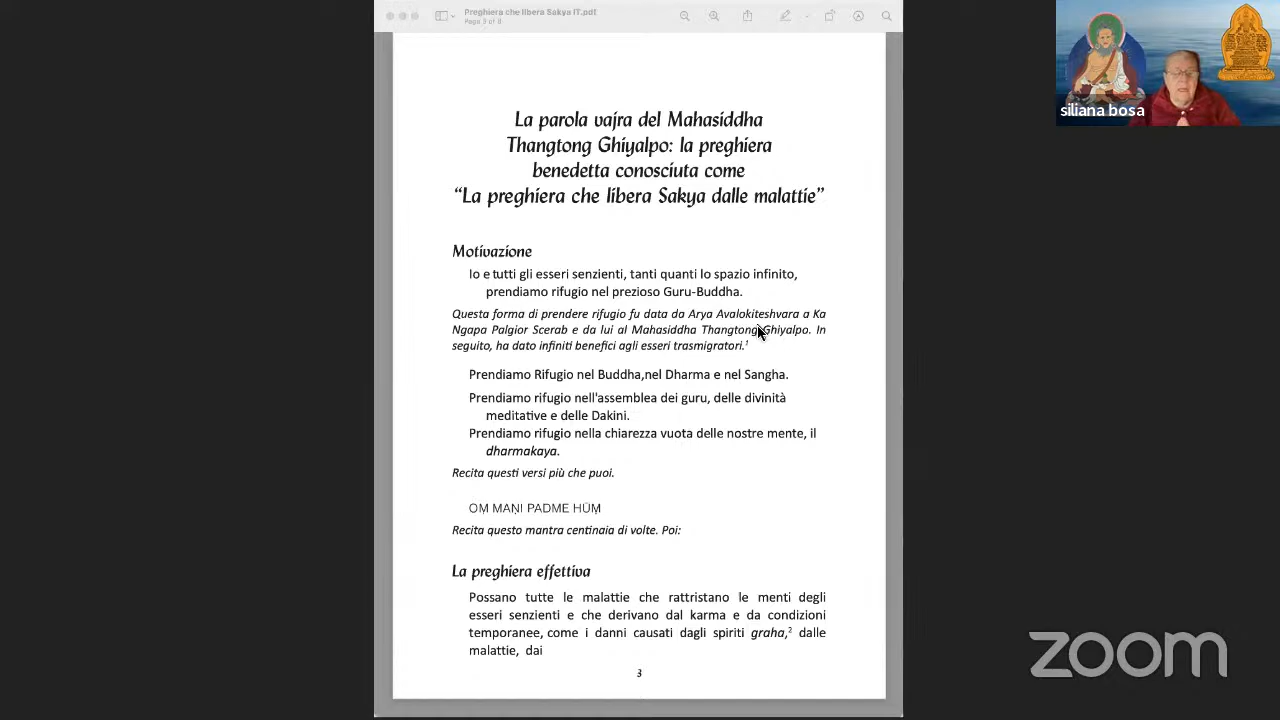 Preghiera che libera Sakya IT.pdf
siliana bosa
La parola vajra del Mahasiddha
Thangtong Ghiyalpo: la preghiera
benedetta conosciuta come
“La preghiera che libera Sakya dalle malattie”
Motivazione
Io e tutti gli esseri senzienti, tanti quanti lo spazio infinito,
prendiamo rifugio nel prezioso Guru-Buddha.
Questa forma di prendere rifugio fu data da Arya Avalokiteshvara a Ka
Ngapa Palgior Scerab e da lui al Mahasiddha Thangtong Ghiyalpo. In
seguito, ha dato infiniti benefici agli esseri trasmigratori.¹
Prendiamo Rifugio nel Buddha,nel Dharma e nel Sangha.
Prendiamo rifugio nell'assemblea dei guru, delle divinità
meditative e delle Dakini.
Prendiamo rifugio nella chiarezza vuota delle nostre mente, il
dharmakaya.
Recita questi versi più che puoi.
OM MAṆI PADME HŪṂ
Recita questo mantra centinaia di volte. Poi:
La preghiera effettiva
Possano tutte le malattie che rattristano le menti degli
esseri senzienti e che derivano dal karma e da condizioni
temporanee, come i danni causati dagli spiriti graha,² dalle
malattie, dai
3
zoom